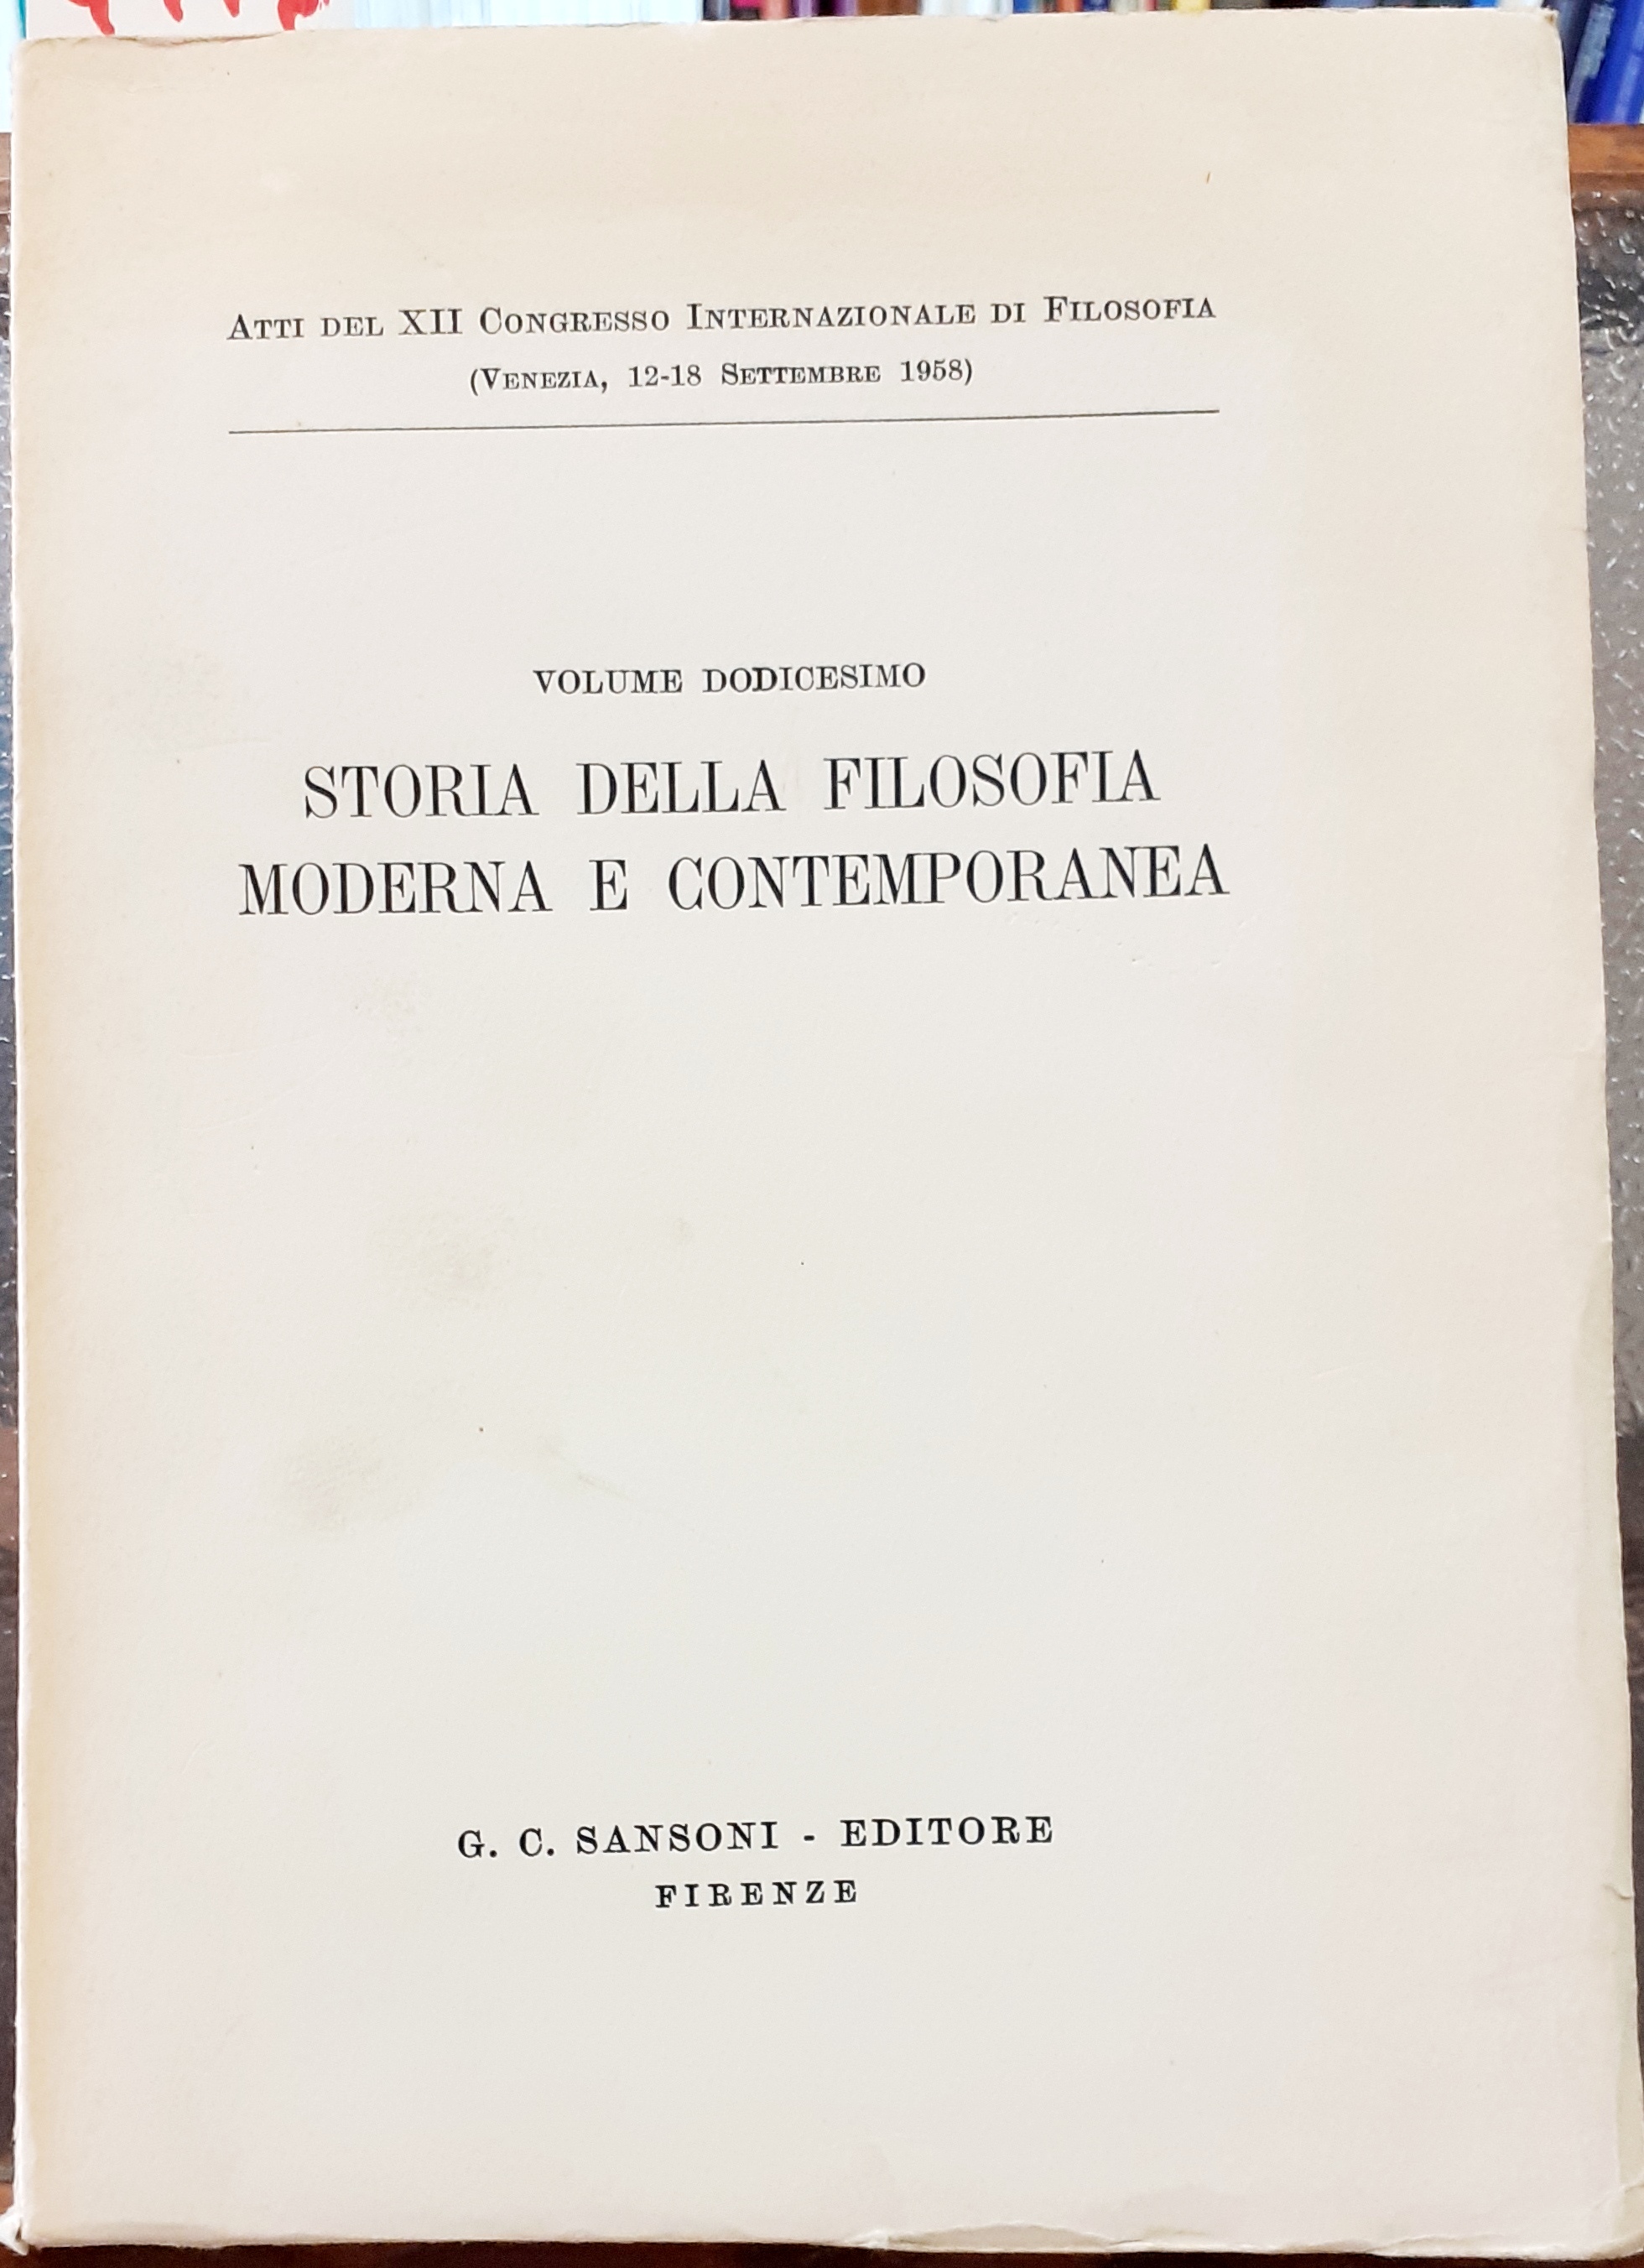 ATTI DEL XII CONGRESSO INTERNAZIONALE DI FILOSOFIA
(VENEZIA, 12-18 SETTEMBRE 1958)
VOLUME DODICESIMO
STORIA DELLA FILOSOFIA
MODERNA E CONTEMPORANEA
G. C. SANSONI - EDITORE
FIRENZE